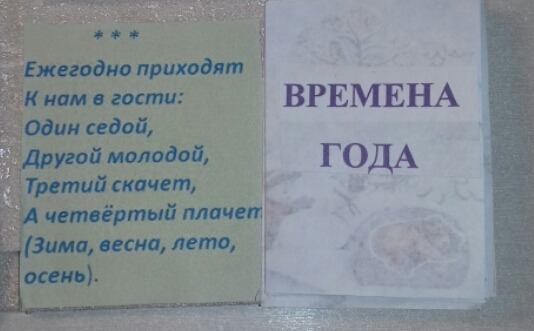 * * *
Ежегодно приходят
К нам в гости:
Один седой,
Другой молодой,
Третий скачет,
А четвёртый плачет
(Зима, весна, лето,
осень).
ВРЕМЕНА
ГОДА